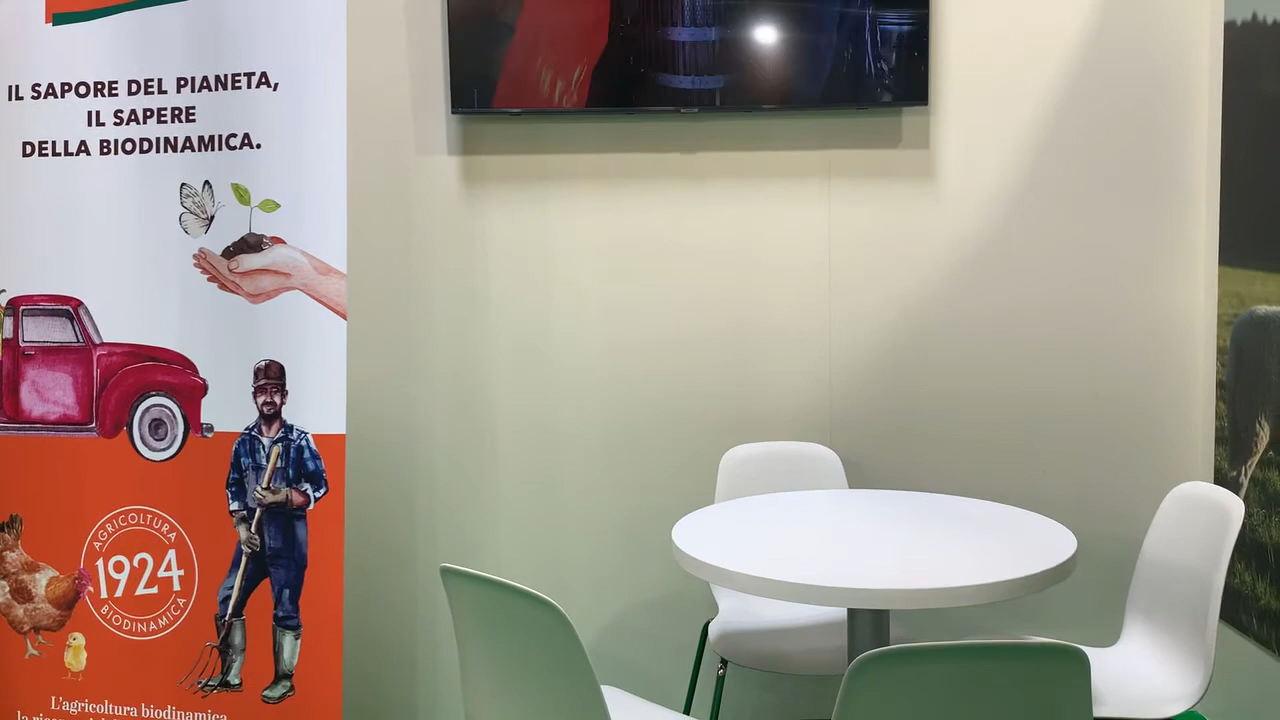 IL SAPORE DEL PIANETA,
IL SAPERE
DELLA BIODINAMICA.
AGRICOLTURA
1924
BIODINAMICA
L'agricoltura biodinamica